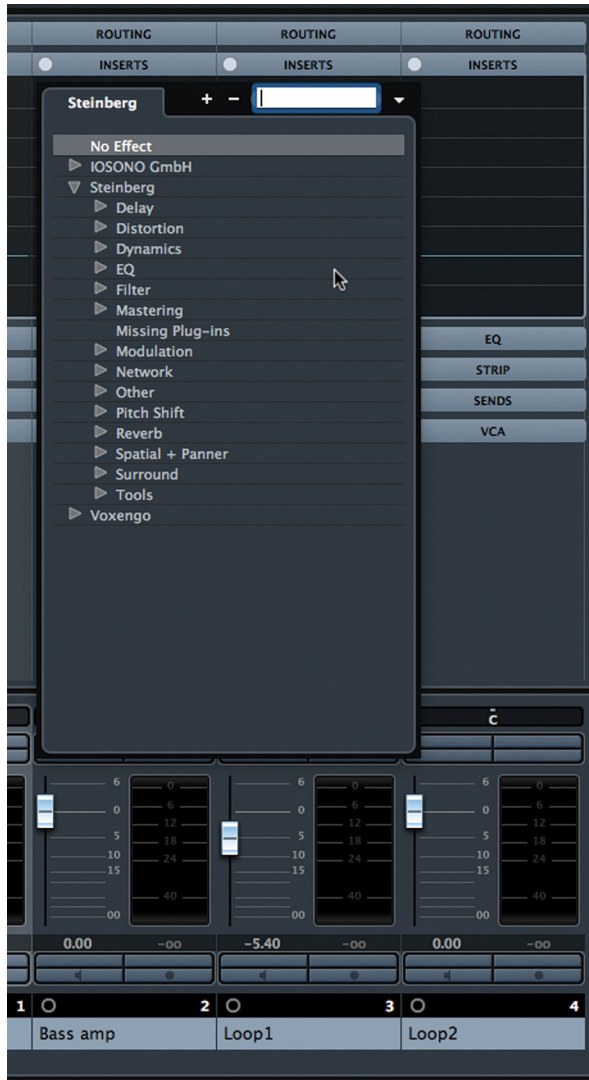 ROUTING ROUTING ROUTING
INSERTS INSERTS INSERTS
Steinberg + −
No Effect
IOSONO GmbH
Steinberg
Delay
Distortion
Dynamics
EQ
Filter
Mastering
Missing Plug-ins
Modulation
Network
Other
Pitch Shift
Reverb
Spatial + Panner
Surround
Tools
Voxengo
EQ
STRIP
SENDS
VCA
C
6 0 6 0 6 0
0 6 0 6 0 6
12 12 12
5 18 5 18 5 18
10 24 10 24 10 24
15 15 15
40 40 40
00 00 00
0.00 -oo -5.40 -oo 0.00 -oo
1 2 3 4
Bass amp Loop1 Loop2